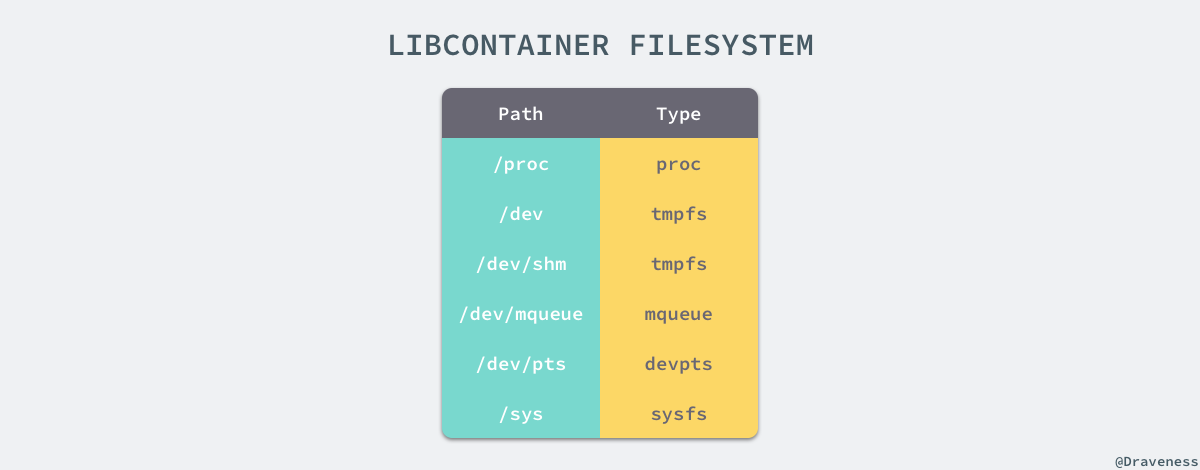 LIBCONTAINER FILESYSTEM
Path Type
/proc proc
/dev tmpfs
/dev/shm tmpfs
/dev/mqueue mqueue
/dev/pts devpts
/sys sysfs
@Draveness